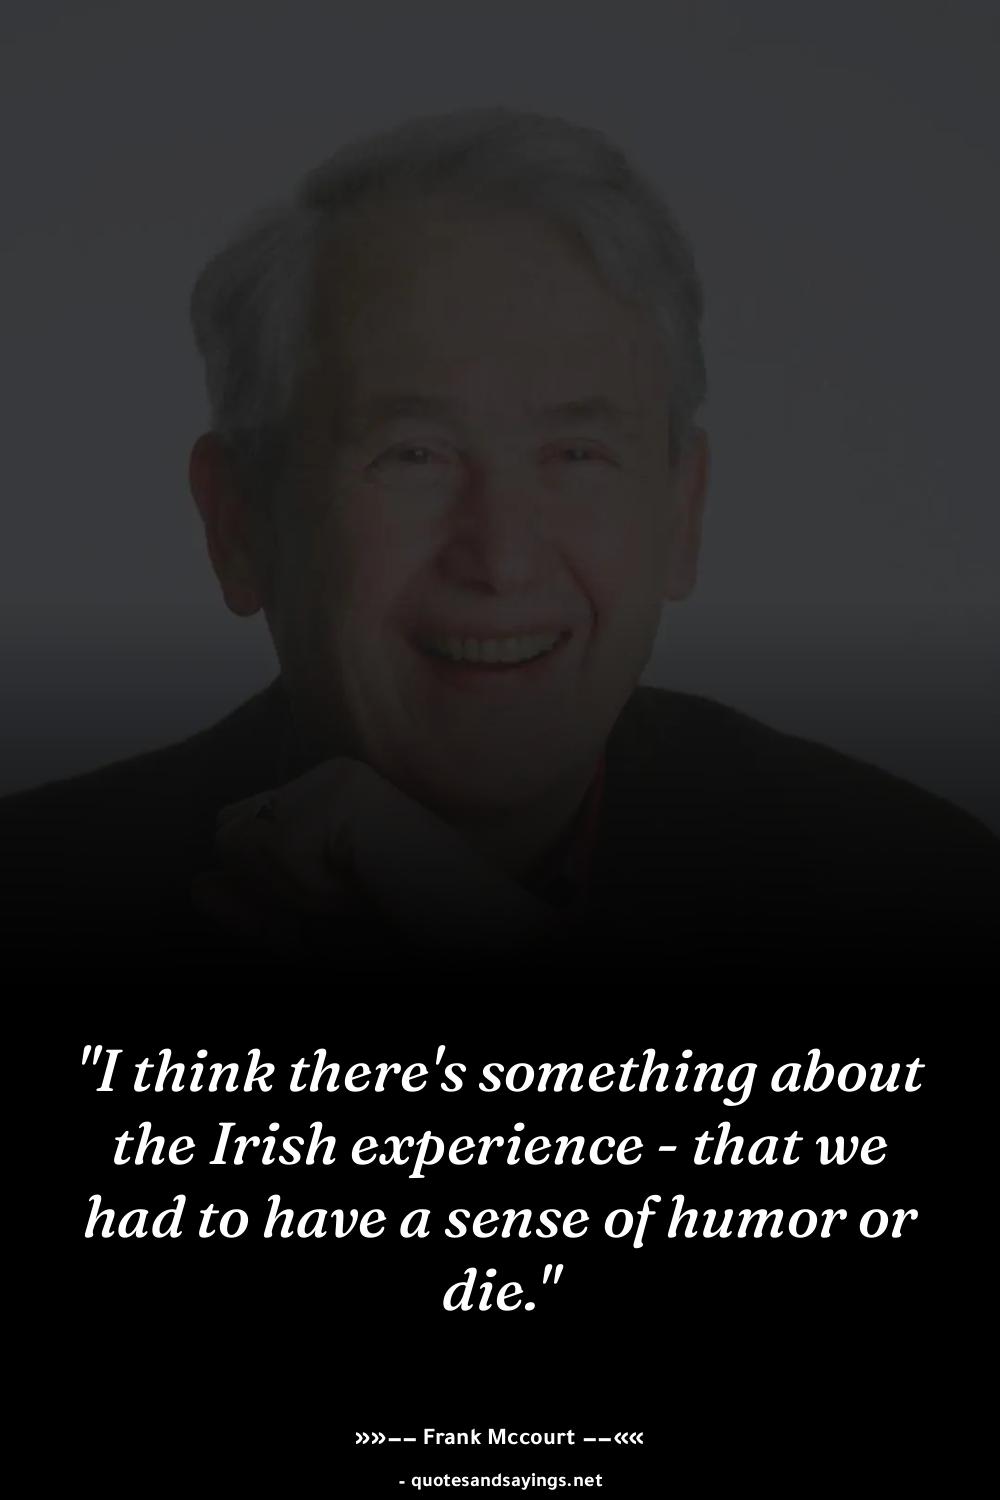 "I think there's something about
the Irish experience - that we
had to have a sense of humor or
die."
»»–– Frank Mccourt ––««
- quotesandsayings.net